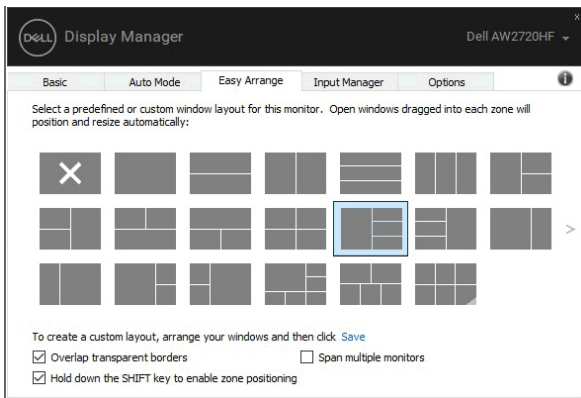 DELL Display Manager Dell AW2720HF
Basic Auto Mode Easy Arrange Input Manager Options
Select a predefined or custom window layout for this monitor. Open windows dragged into each zone will
position and resize automatically:
To create a custom layout, arrange your windows and then click Save
Overlap transparent borders Span multiple monitors
Hold down the SHIFT key to enable zone positioning